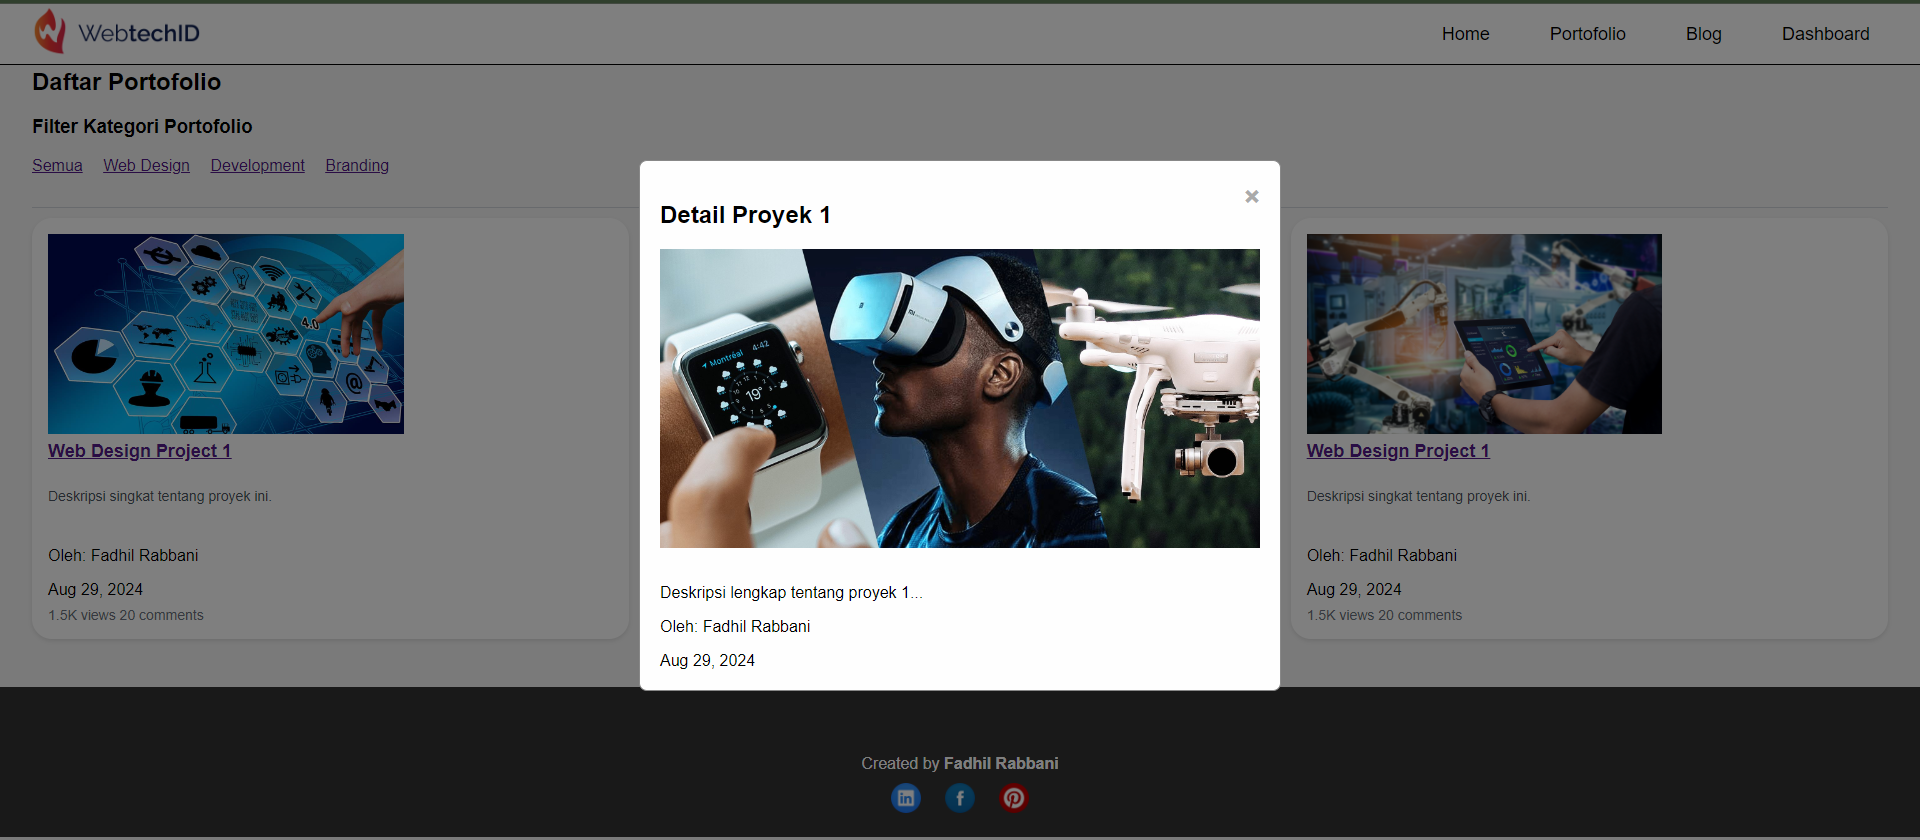 WebtechID
Home
Portofolio
Blog
Dashboard
Daftar Portofolio
Filter Kategori Portofolio
Semua
Web Design
Development
Branding
4.0
@
Web Design Project 1
Deskripsi singkat tentang proyek ini.
Oleh: Fadhil Rabbani
Aug 29, 2024
1.5K views 20 comments
×
Detail Proyek 1
Montréal 4:42
19°
Deskripsi lengkap tentang proyek 1...
Oleh: Fadhil Rabbani
Aug 29, 2024
Web Design Project 1
Deskripsi singkat tentang proyek ini.
Oleh: Fadhil Rabbani
Aug 29, 2024
1.5K views 20 comments
Created by Fadhil Rabbani